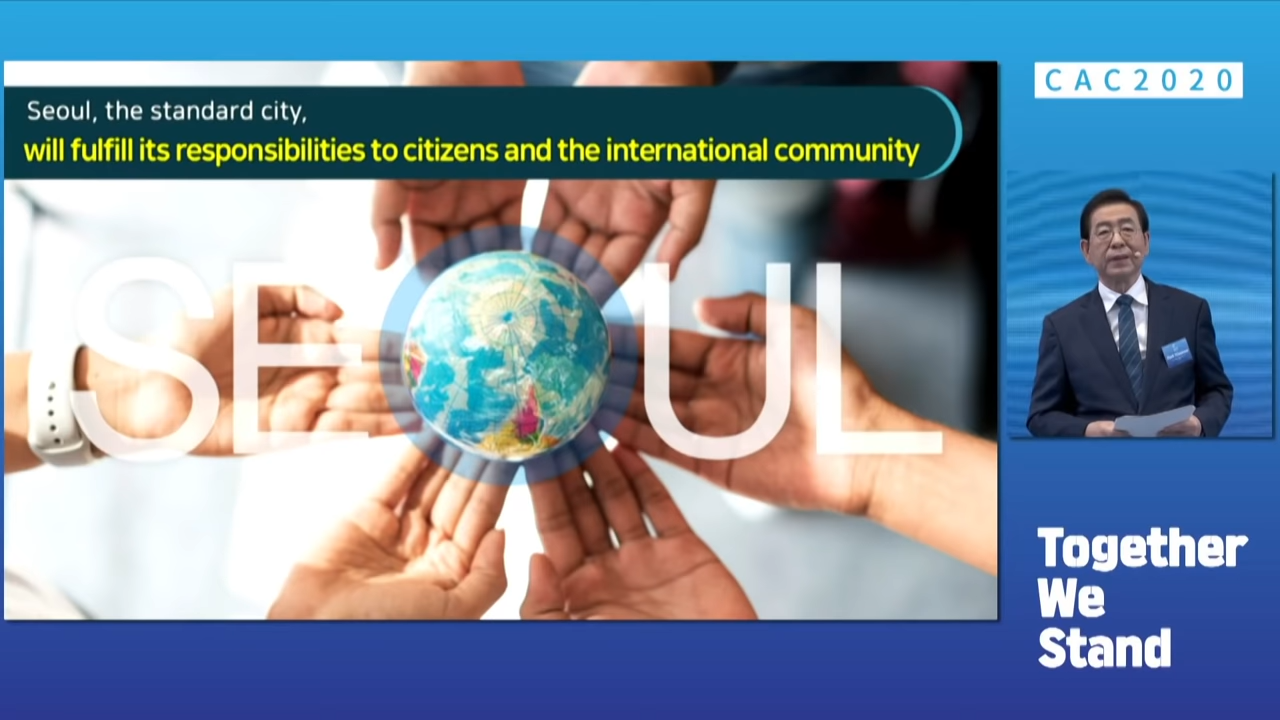 Seoul, the standard city,
will fulfill its responsibilities to citizens and the international community
SEOUL
CAC2020
Together
We
Stand